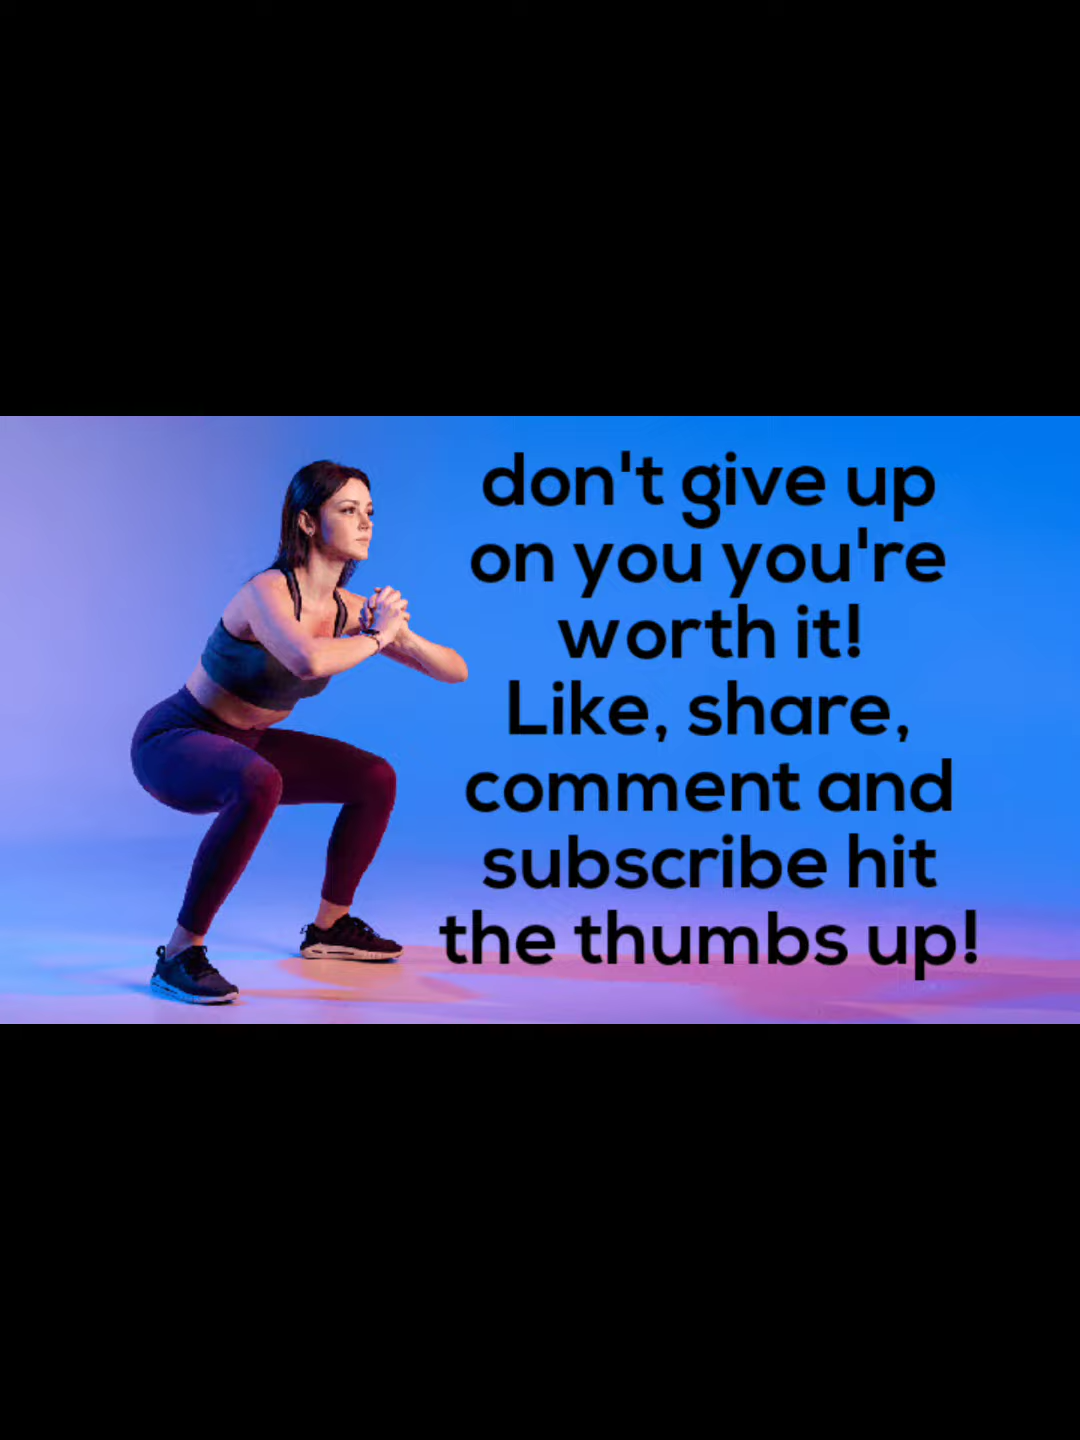 don't give up
on you you're
worth it!
Like, share,
comment and
subscribe hit
the thumbs up!